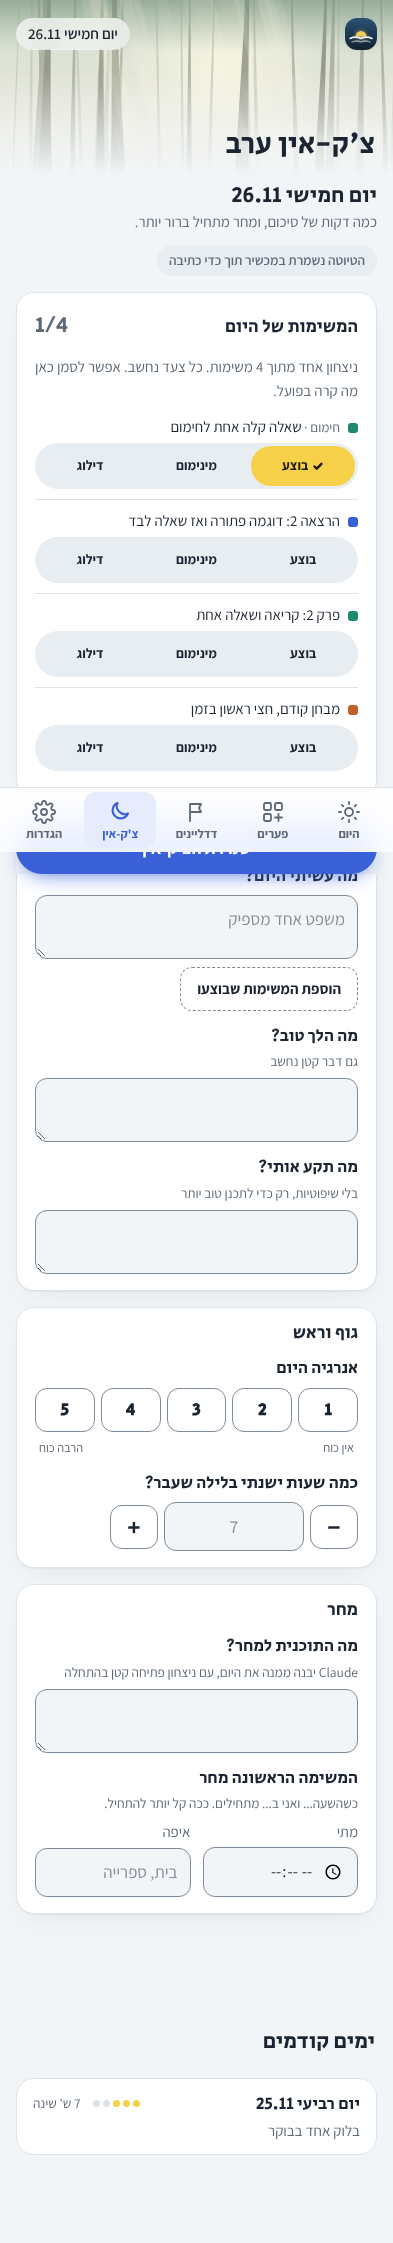 יום חמישי 26.11
צ'ק-אין ערב
יום חמישי 26.11
כמה דקות של סיכום, ומחר מתחיל ברור יותר.
הטיוטה נשמרת במכשיר תוך כדי כתיבה
המשימות של היום
1/4
ניצחון אחד מתוך 4 משימות. כל צעד נחשב. אפשר לסמן כאן
מה קרה בפועל.
חימום · שאלה קלה אחת לחימום
✓ בוצע
מינימום
דילוג
הרצאה 2: דוגמה פתורה ואז שאלה לבד
בוצע
מינימום
דילוג
פרק 2: קריאה ושאלה אחת
בוצע
מינימום
דילוג
מבחן קודם, חצי ראשון בזמן
בוצע
מינימום
דילוג
היום
פערים
דדליינים
צ'ק-אין
הגדרות
מה עשיתי היום?
משפט אחד מספיק
הוספת המשימות שבוצעו
מה הלך טוב?
גם דבר קטן נחשב
מה תקע אותי?
בלי שיפוטיות, רק כדי לתכנן טוב יותר
גוף וראש
אנרגיה היום
1
2
3
4
5
אין כוח
הרבה כוח
כמה שעות ישנתי בלילה שעבר?
−
7
+
מחר
מה התוכנית למחר?
Claude יבנה ממנה את היום, עם ניצחון פתיחה קטן בהתחלה
המשימה הראשונה מחר
כשהשעה... ואני ב... מתחילים. ככה קל יותר להתחיל.
מתי
איפה
--:-- --
בית, ספרייה
ימים קודמים
יום רביעי 25.11
7 ש' שינה
בלוק אחד בבוקר